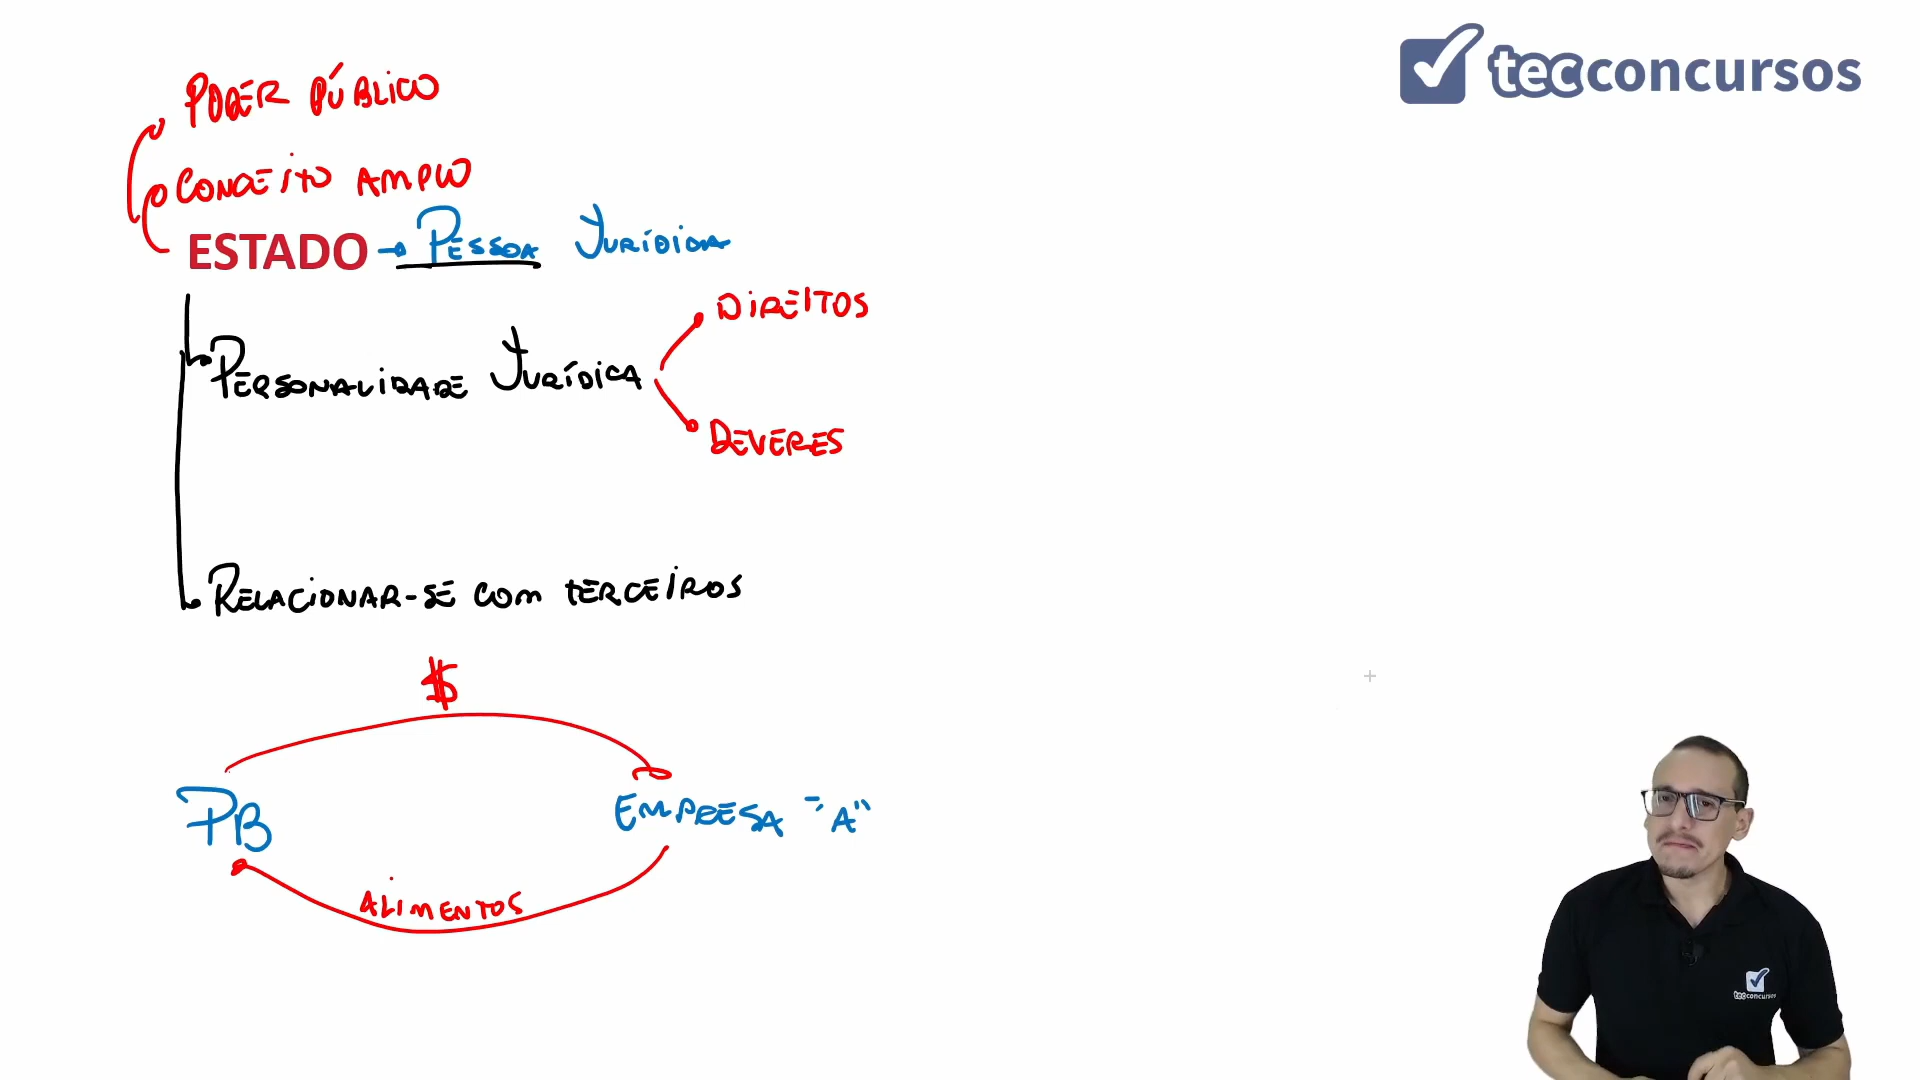 tecconcursos
PODER PÚBLICO
CONCEITO AMPLO
ESTADO → PESSOA JURÍDICA
DIREITOS
PERSONALIDADE JURÍDICA
DEVERES
RELACIONAR-SE COM TERCEIROS
$
PB EMPRESA "A"
ALIMENTOS
tecconcursos